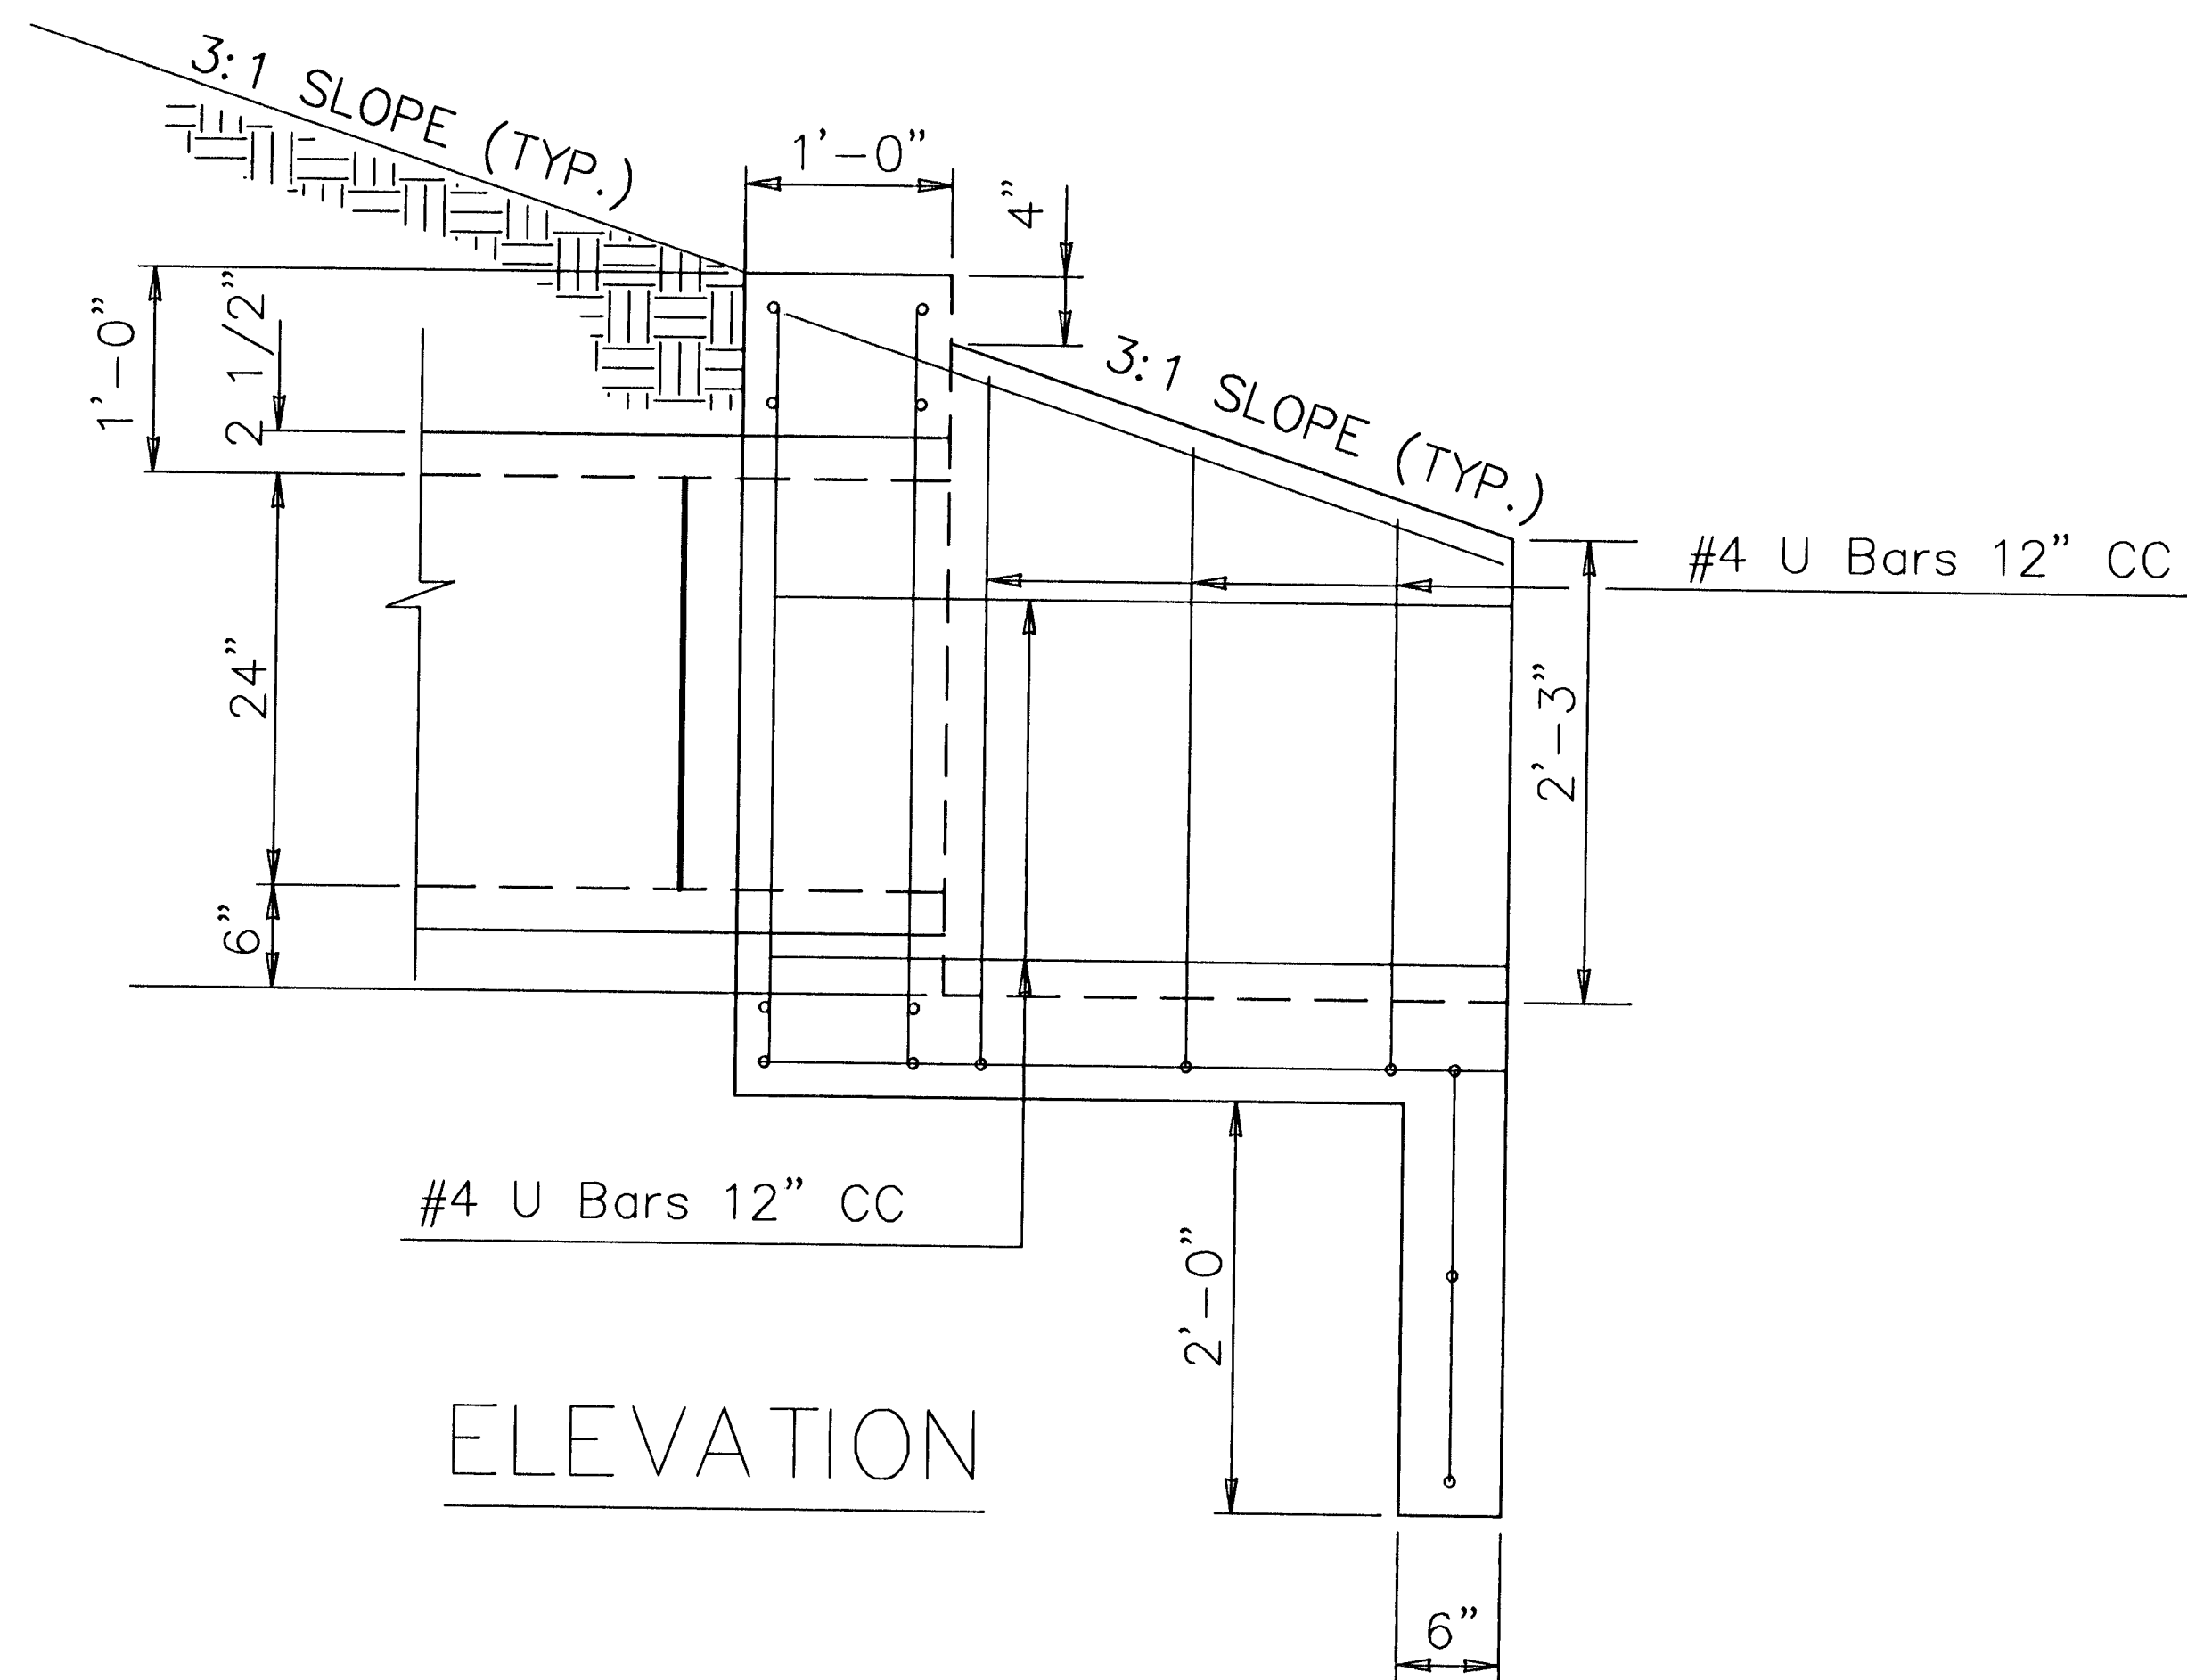 3:1 SLOPE (TYP.)
1'-0"
4"
1'-0"
2 1/2"
3:1 SLOPE (TYP.)
#4 U Bars 12" CC
24"
2'-3"
6"
#4 U Bars 12" CC
2'-0"
ELEVATION
6"